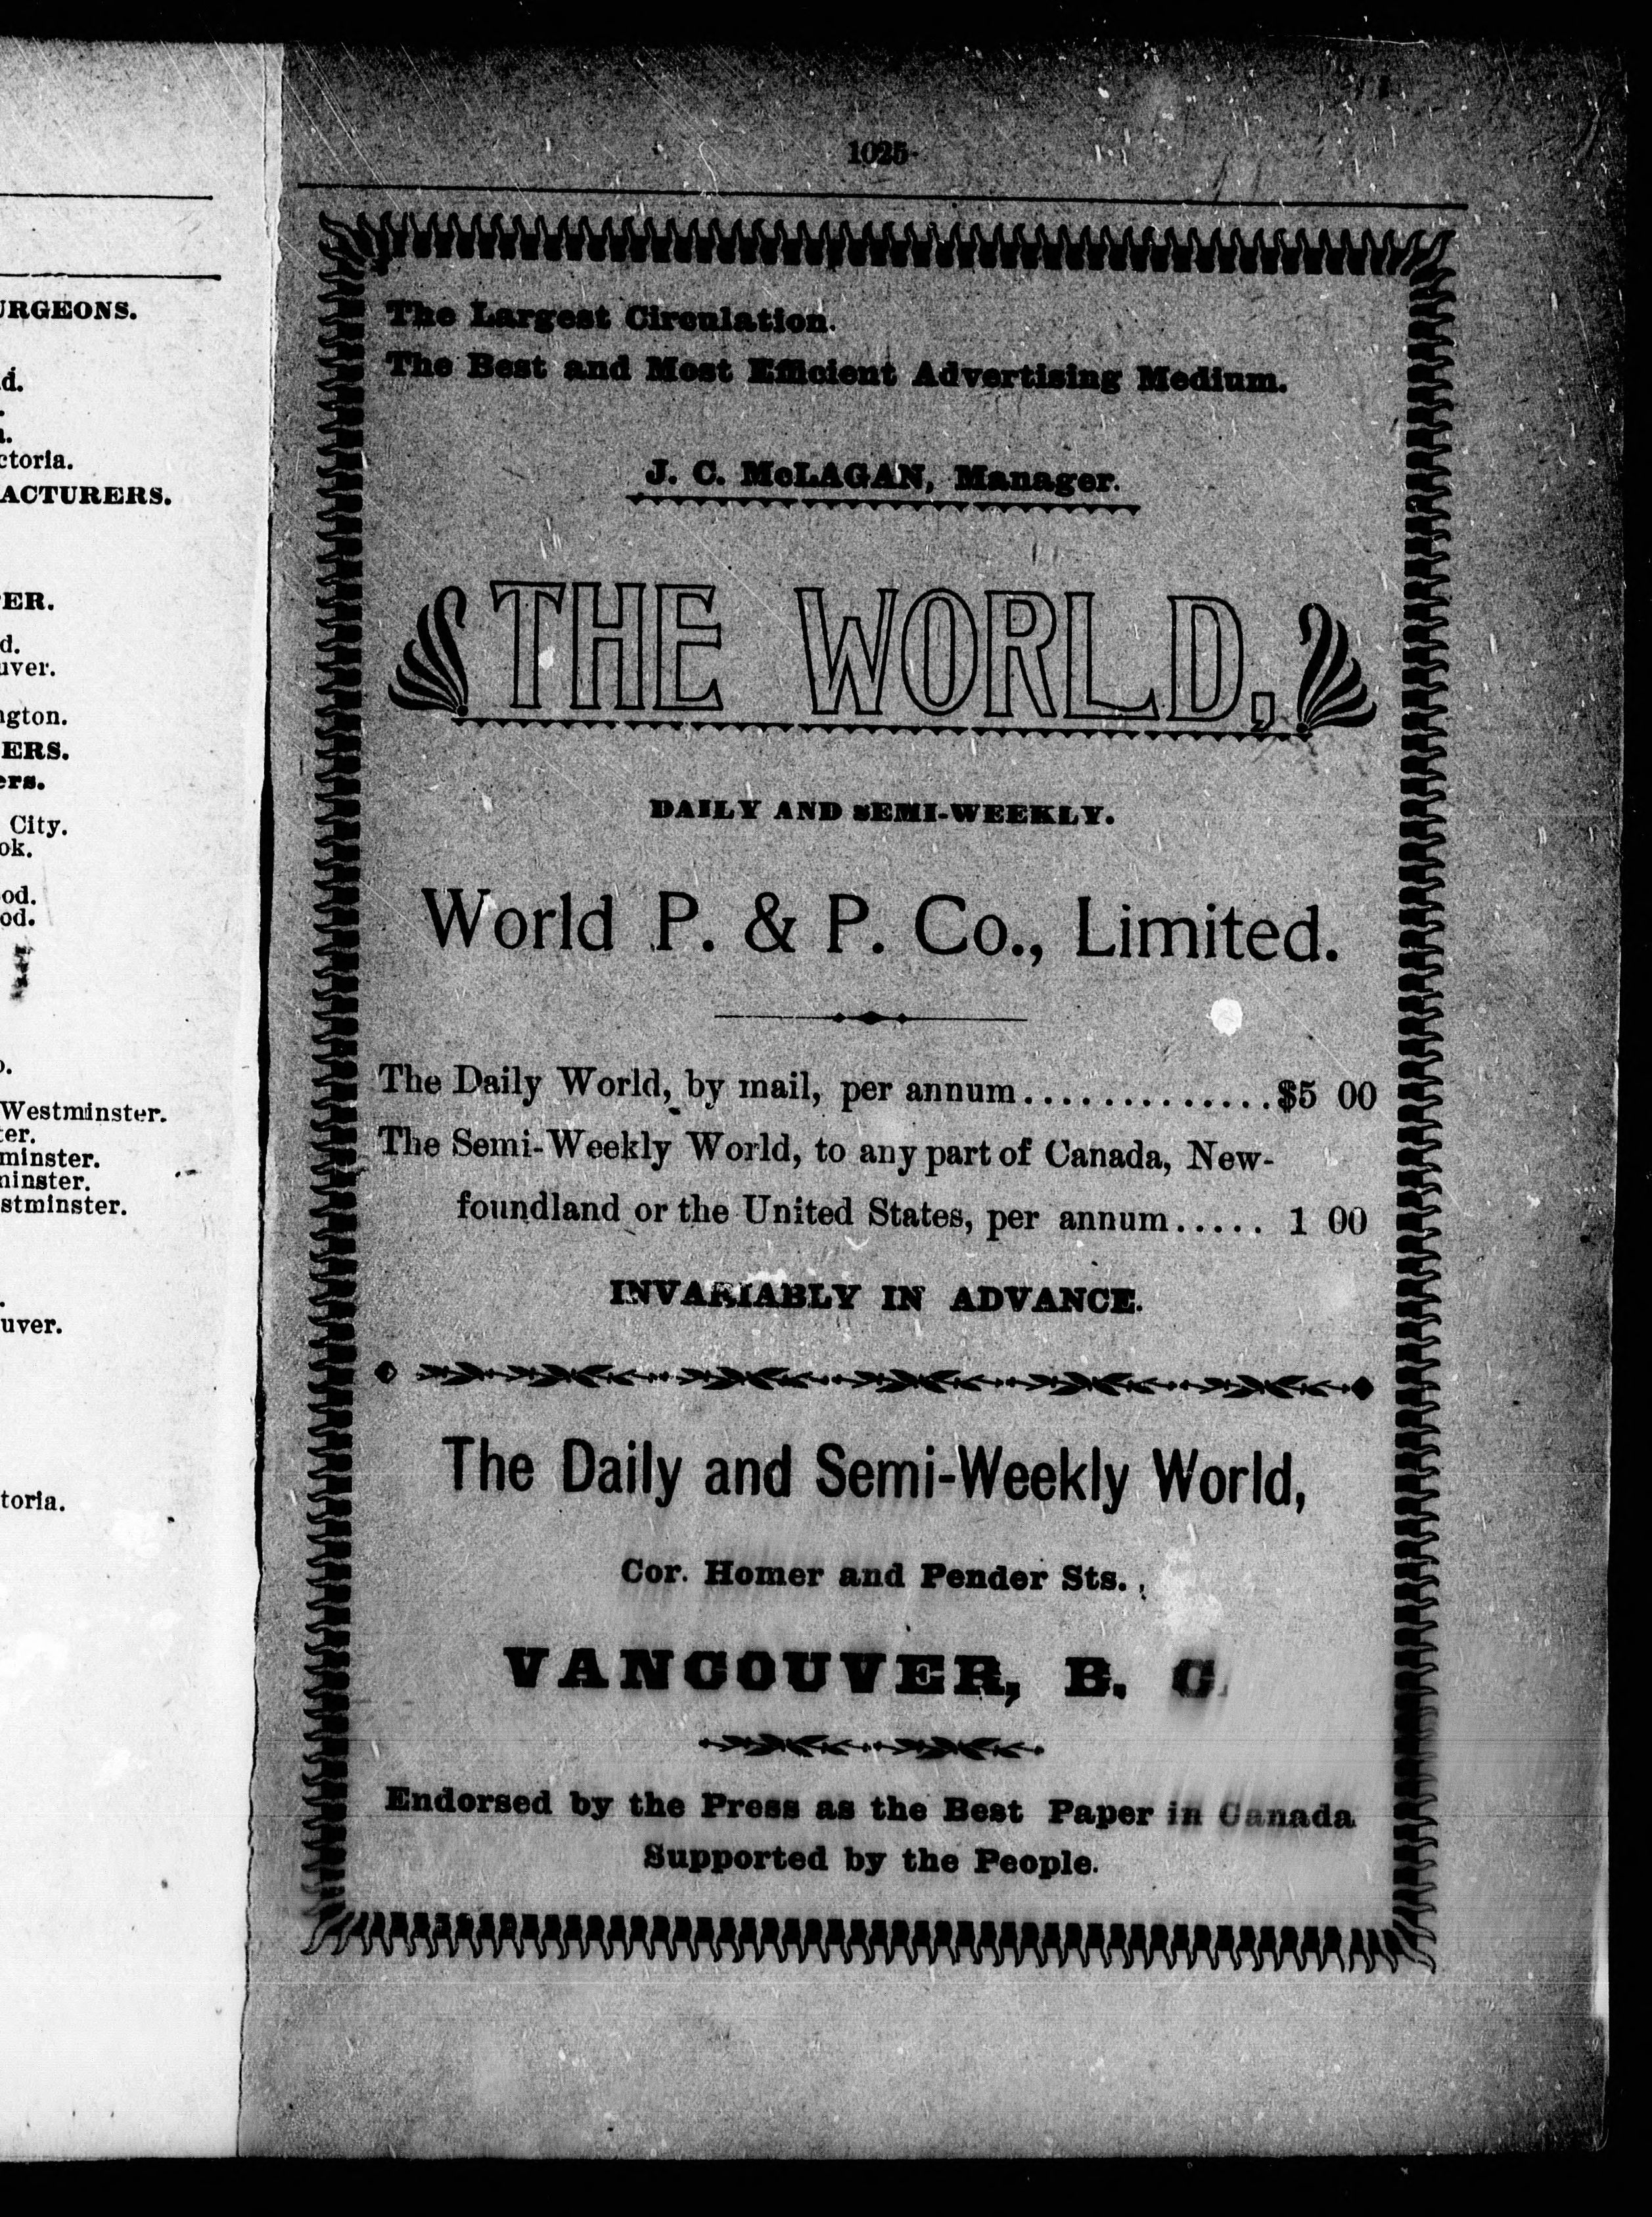 URGEONS.
d.
ctoria.
ACTURERS.
ER.
d.
uver.
ngton.
ERS.
ers.
City.
ok.
od.
od.
Westminster.
ter.
minster.
minster.
stminster.
uver.
toria.
1025
The Largest Circulation.
The Best and Most Efficient Advertising Medium.
J. C. McLAGAN, Manager.
THE WORLD,
DAILY AND SEMI-WEEKLY.
World P. & P. Co., Limited.
The Daily World, by mail, per annum..............$5 00
The Semi-Weekly World, to any part of Canada, New-
foundland or the United States, per annum..... 1 00
INVARIABLY IN ADVANCE.
The Daily and Semi-Weekly World,
Cor. Homer and Pender Sts.,
VANCOUVER, B. C.
Endorsed by the Press as the Best Paper in Canada
Supported by the People.